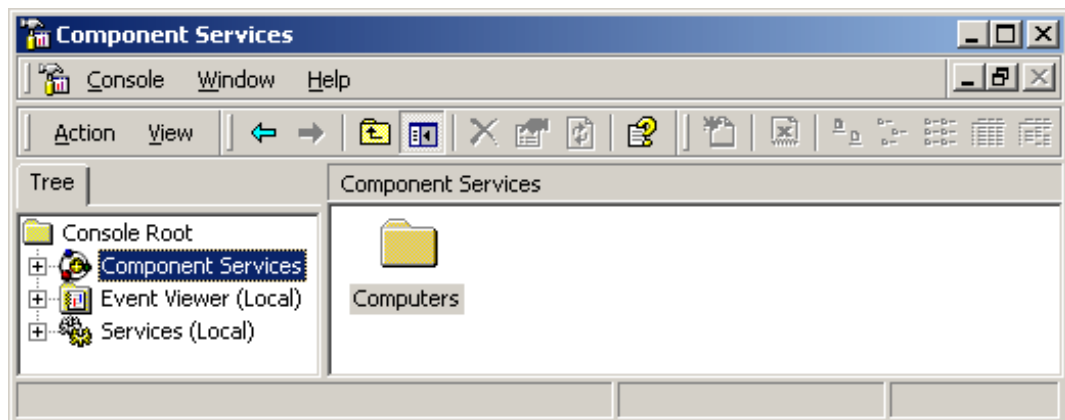 Component Services
Console Window Help
Action View
Tree
Component Services
Console Root
Component Services
Event Viewer (Local)
Services (Local)
Computers